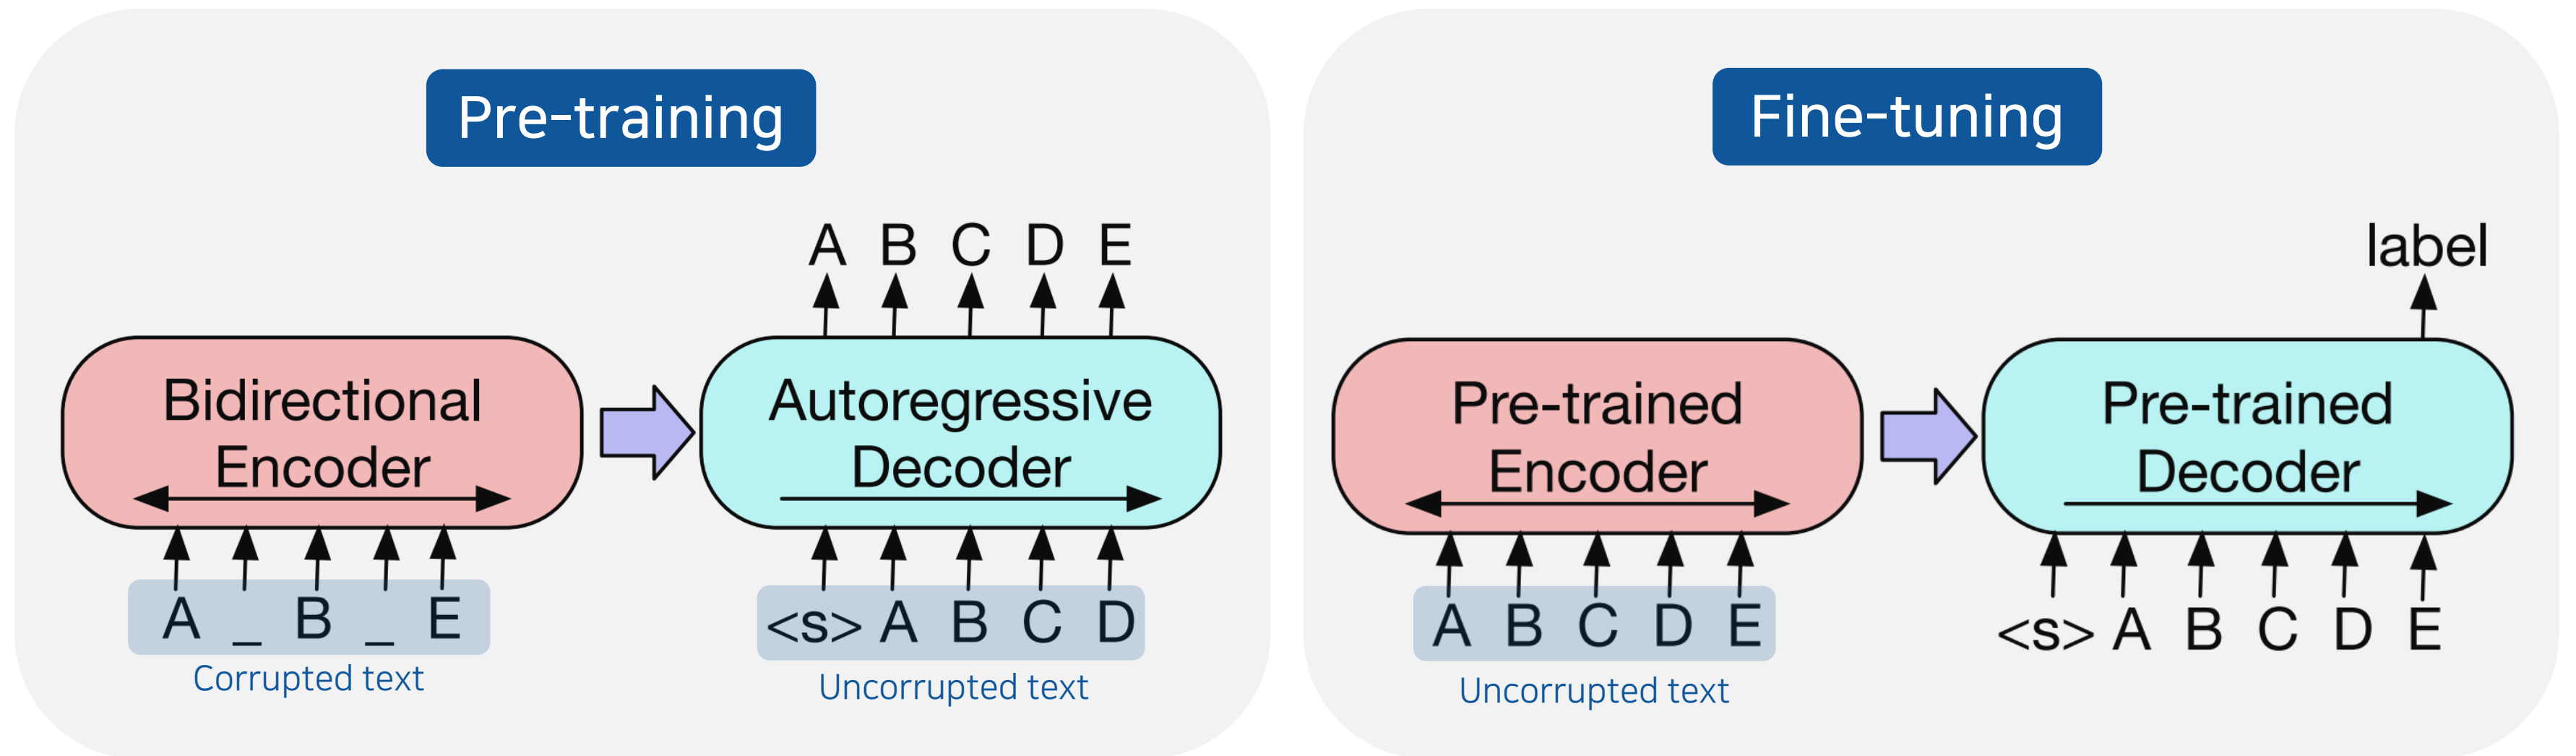 Pre-training
A B C D E
Bidirectional
Encoder
Autoregressive
Decoder
A _ B _ E
Corrupted text
<s> A B C D
Uncorrupted text
Fine-tuning
label
Pre-trained
Encoder
Pre-trained
Decoder
A B C D E
Uncorrupted text
<s> A B C D E